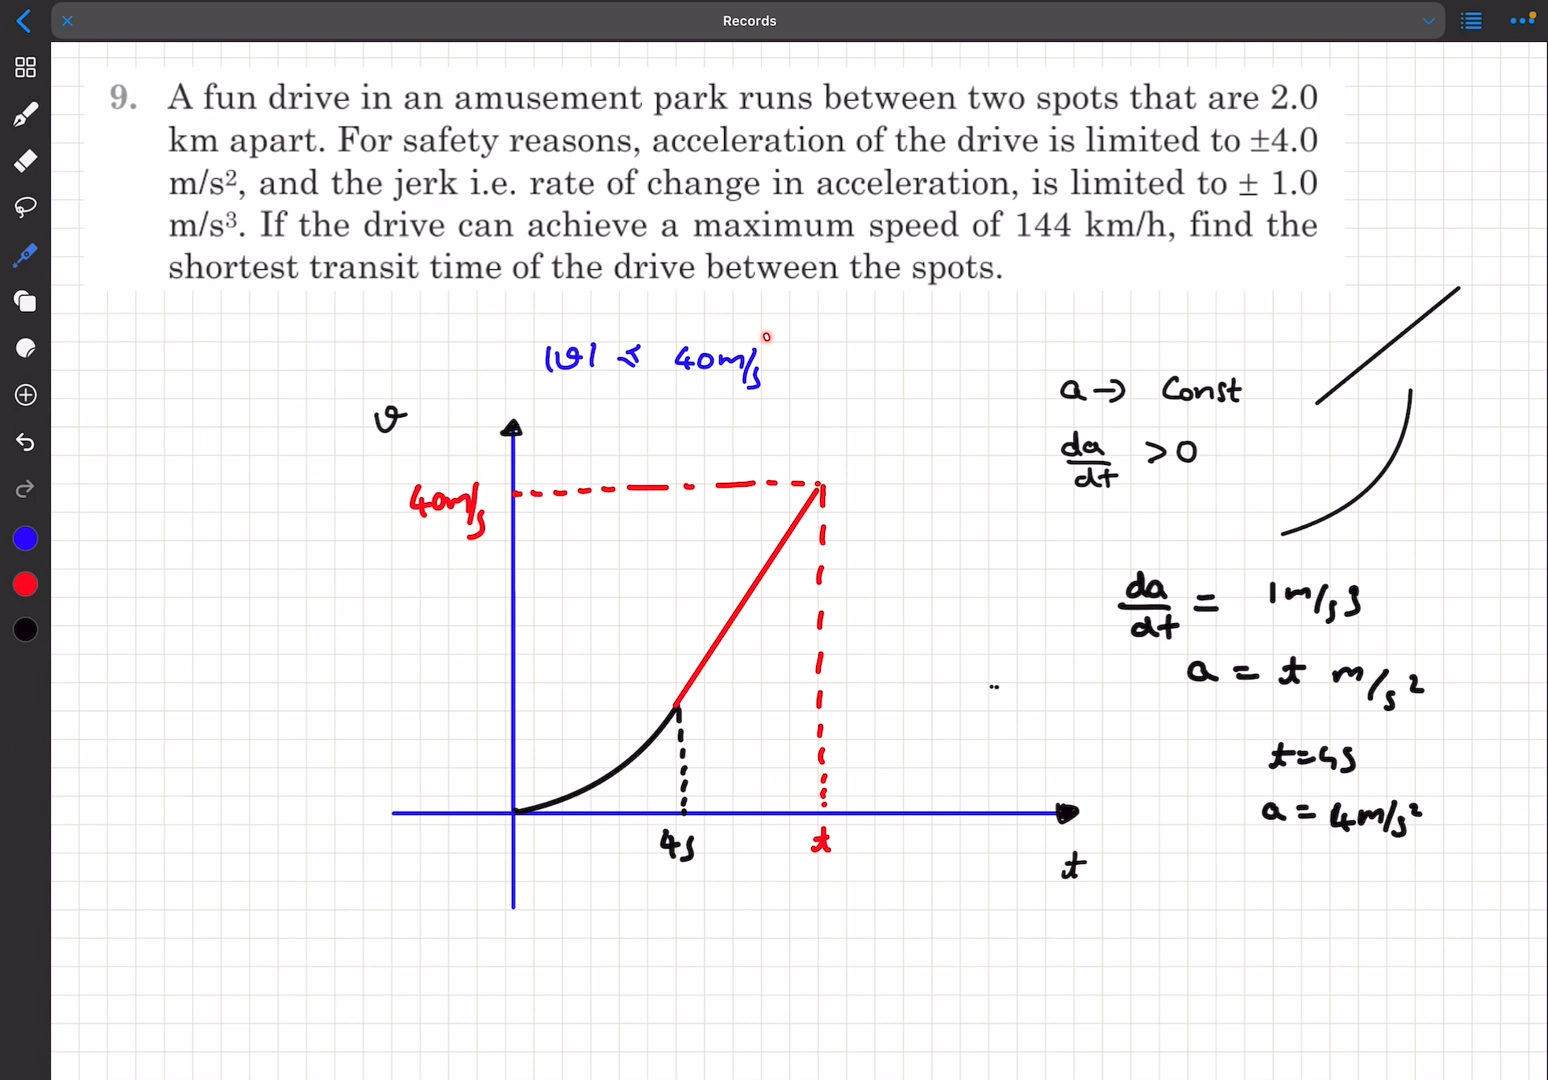 Records
9. A fun drive in an amusement park runs between two spots that are 2.0
km apart. For safety reasons, acceleration of the drive is limited to ±4.0
m/s², and the jerk i.e. rate of change in acceleration, is limited to ± 1.0
m/s³. If the drive can achieve a maximum speed of 144 km/h, find the
shortest transit time of the drive between the spots.
|v| ≤ 40m/s
v
40m/s
4s
t
t
a → Const
da/dt > 0
da/dt = 1m/s3
a = t m/s2
t=4s
a = 4m/s2